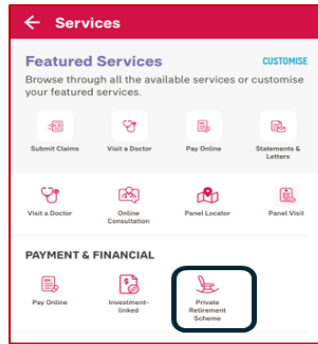 Services
Featured Services
CUSTOMISE
Browse through all the available services or customise
your featured services.
Submit Claims
Visit a Doctor
Pay Online
Statements &
Letters
Visit a Doctor
Online
Consultation
Panel Locator
Panel Visit
PAYMENT & FINANCIAL
Pay Online
Investment-
linked
Private
Retirement
Scheme